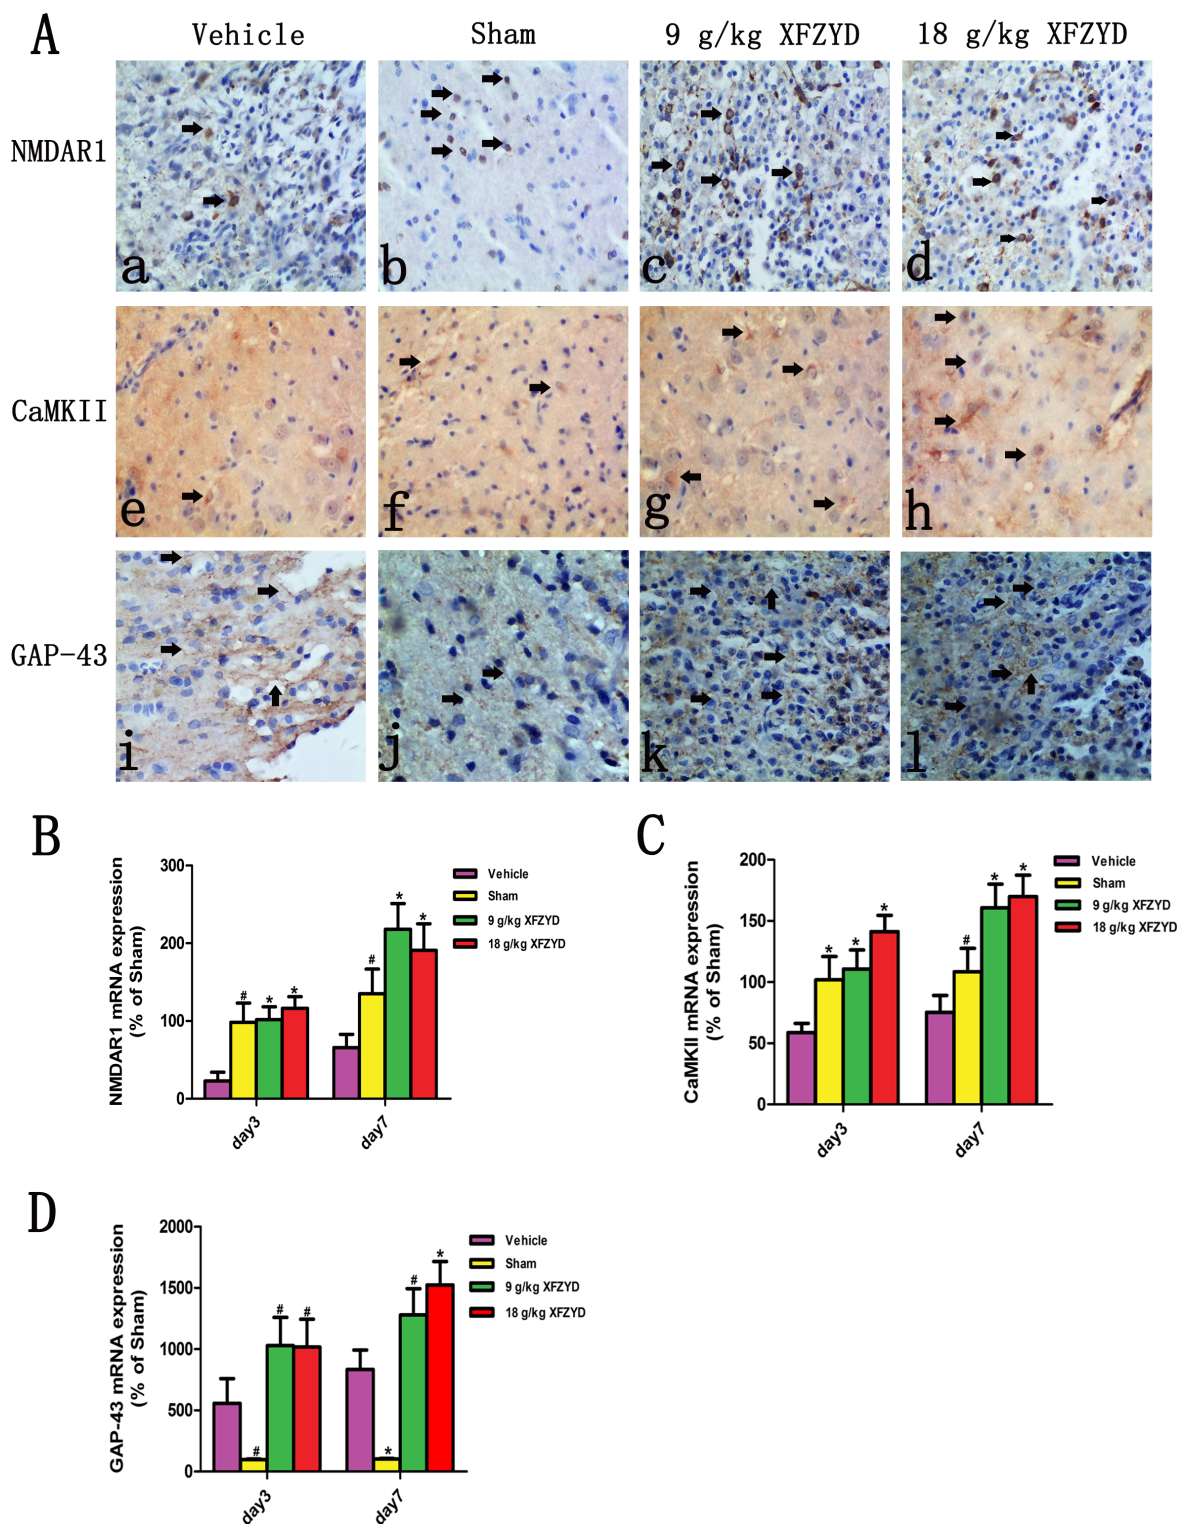 A
Vehicle Sham 9 g/kg XFZYD 18 g/kg XFZYD
NMDAR1
a b c d
CaMKII
e f g h
GAP-43
i j k l
B
NMDAR1 mRNA expression
(% of Sham)
300
200
100
0
# * *
# * *
day3 day7
Vehicle
Sham
9 g/kg XFZYD
18 g/kg XFZYD
C
CaMKII mRNA expression
(% of Sham)
200
150
100
50
0
* * *
# * *
day3 day7
Vehicle
Sham
9 g/kg XFZYD
18 g/kg XFZYD
D
GAP-43 mRNA expression
(% of Sham)
2000
1500
1000
500
0
# # #
* # *
day3 day7
Vehicle
Sham
9 g/kg XFZYD
18 g/kg XFZYD